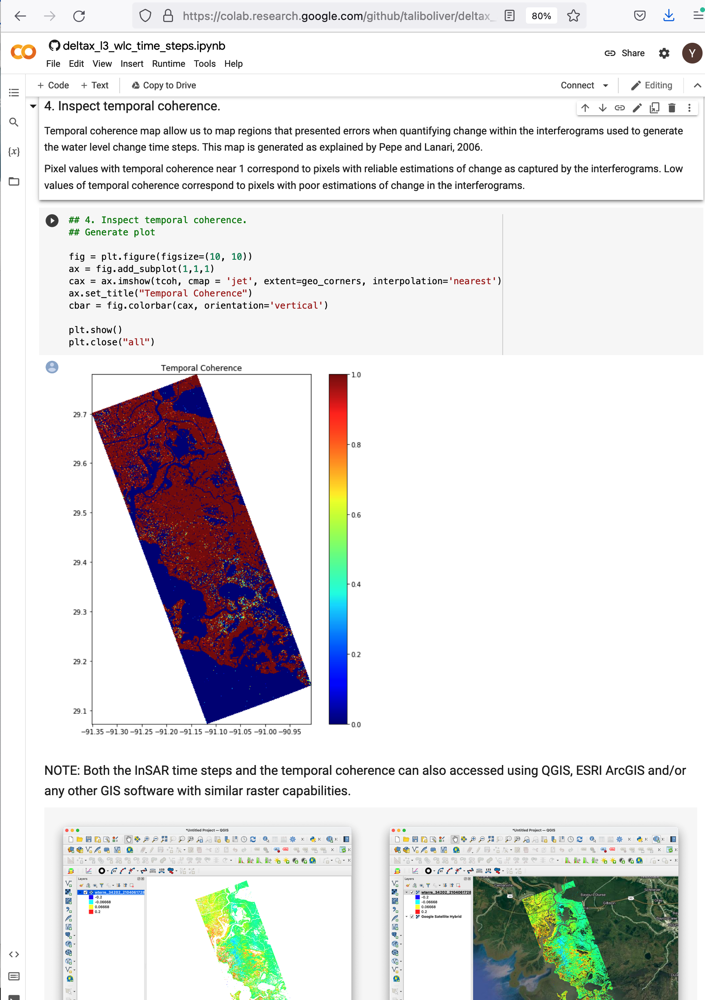 https://colab.research.google.com/github/taliboliver/deltax_
80%
deltax_l3_wlc_time_steps.ipynb
File Edit View Insert Runtime Tools Help
Share
Y
+ Code + Text Copy to Drive
Connect
Editing
4. Inspect temporal coherence.
Temporal coherence map allow us to map regions that presented errors when quantifying change within the interferograms used to generate
the water level change time steps. This map is generated as explained by Pepe and Lanari, 2006.
Pixel values with temporal coherence near 1 correspond to pixels with reliable estimations of change as captured by the interferograms. Low
values of temporal coherence correspond to pixels with poor estimations of change in the interferograms.
{x}
## 4. Inspect temporal coherence.
## Generate plot
fig = plt.figure(figsize=(10, 10))
ax = fig.add_subplot(1,1,1)
cax = ax.imshow(tcoh, cmap = 'jet', extent=geo_corners, interpolation='nearest')
ax.set_title("Temporal Coherence")
cbar = fig.colorbar(cax, orientation='vertical')
plt.show()
plt.close("all")
Temporal Coherence
29.7
29.6
29.5
29.4
29.3
29.2
29.1
−91.35 −91.30 −91.25 −91.20 −91.15 −91.10 −91.05 −91.00 −90.95
1.0
0.8
0.6
0.4
0.2
0.0
NOTE: Both the InSAR time steps and the temporal coherence can also accessed using QGIS, ESRI ArcGIS and/or
any other GIS software with similar raster capabilities.
*Untitled Project — QGIS
Layers
wterre_34202_2104061728
-0.2
-0.06668
0.06668
0.2
*Untitled Project — QGIS
Layers
wterre_34202_2104061728
-0.2
-0.06668
0.06668
0.2
Google Satellite Hybrid
Centerville
Schriever
Gibson
Gray
Bayou Cane